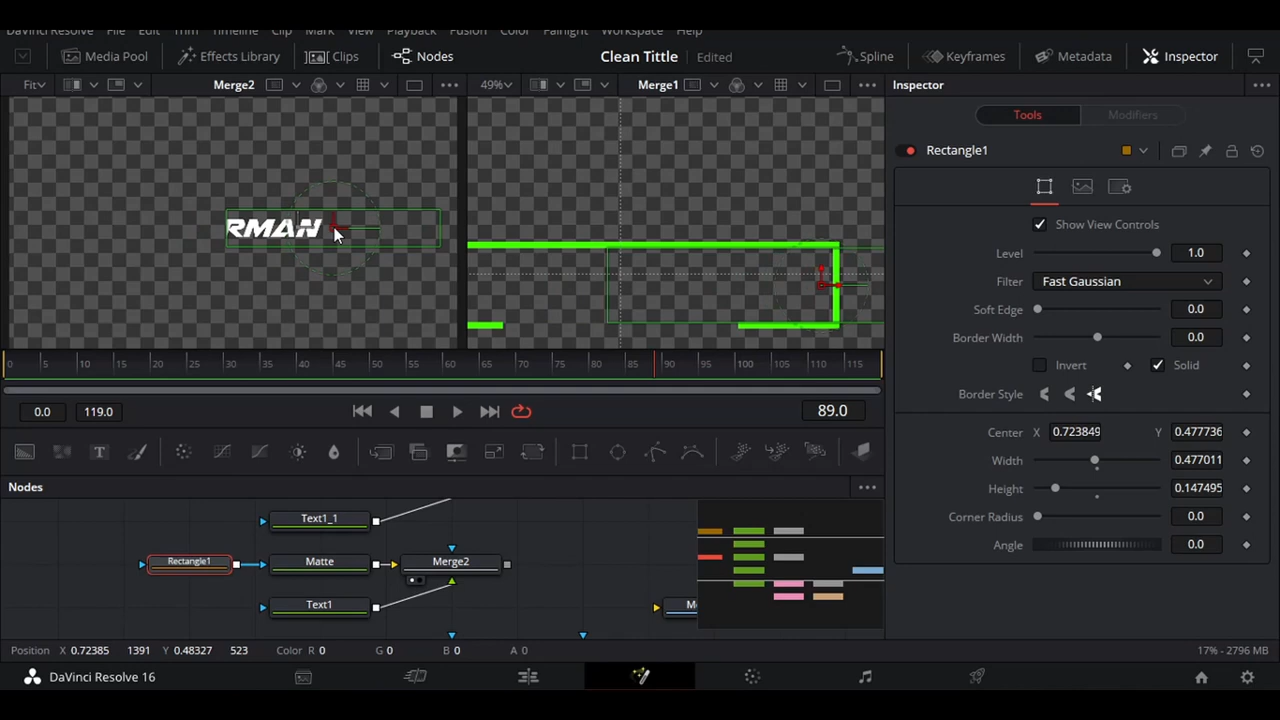 DaVinci Resolve File Edit Trim Timeline Clip Mark View Playback Fusion Color Fairlight Workspace Help
Media Pool Effects Library Clips Nodes Clean Tittle Edited Spline Keyframes Metadata Inspector
Fit Merge2 49% Merge1 Inspector
Tools Modifiers
Rectangle1
Show View Controls
Level 1.0
Filter Fast Gaussian
Soft Edge 0.0
Border Width 0.0
Invert Solid
Border Style
Center X 0.723849 Y 0.477736
Width 0.477011
Height 0.147495
Corner Radius 0.0
Angle 0.0
RMAN
0 5 10 15 20 25 30 35 40 45 50 55 60 65 70 75 80 85 90 95 100 105 110 115
0.0 119.0 89.0
Nodes
Text1_1
Rectangle1 Matte Merge2
Text1
Position X 0.72385 1391 Y 0.48327 523 Color R 0 G 0 B 0 A 0 17% - 2796 MB
DaVinci Resolve 16